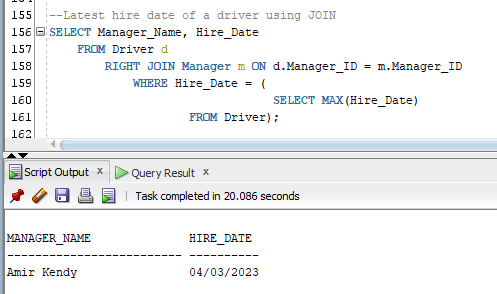 155 --Latest hire date of a driver using JOIN
156 SELECT Manager_Name, Hire_Date
157 FROM Driver d
158 RIGHT JOIN Manager m ON d.Manager_ID = m.Manager_ID
159 WHERE Hire_Date = (
160 SELECT MAX(Hire_Date)
161 FROM Driver);
162
Script Output x Query Result x
Task completed in 20.086 seconds
MANAGER_NAME HIRE_DATE
------------------------- ----------
Amir Kendy 04/03/2023